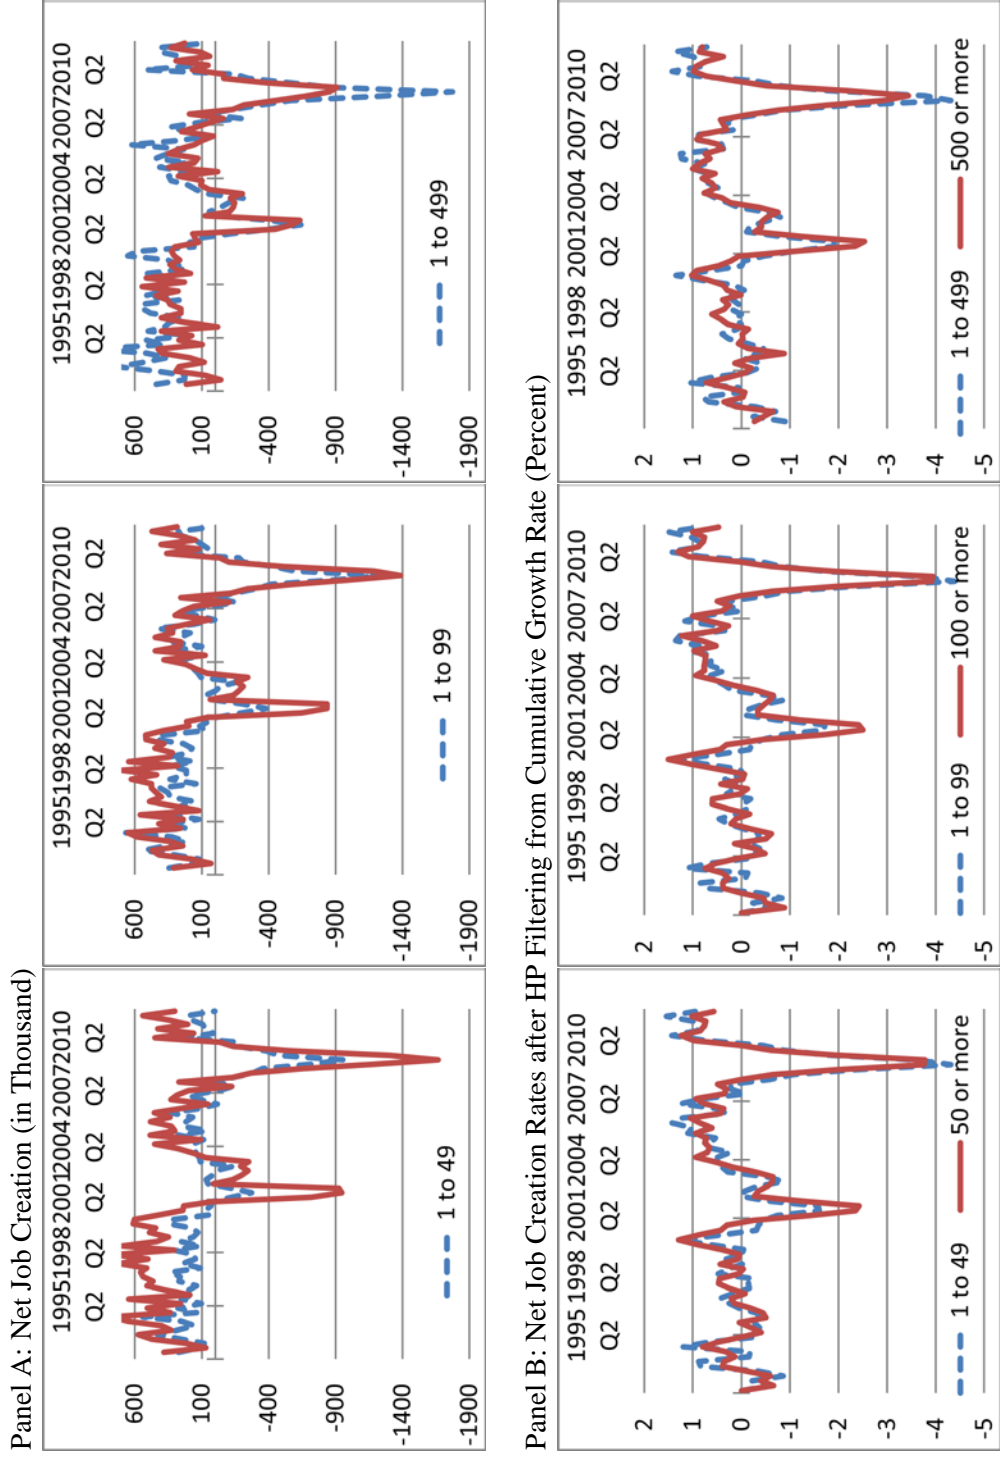 Panel A: Net Job Creation (in Thousand)
1995 1998 2001 2004 2007 2010
Q2 Q2 Q2 Q2 Q2 Q2
600
100
-400
-900
-1400
-1900
1 to 49
1995 1998 2001 2004 2007 2010
Q2 Q2 Q2 Q2 Q2 Q2
600
100
-400
-900
-1400
-1900
1 to 99
1995 1998 2001 2004 2007 2010
Q2 Q2 Q2 Q2 Q2 Q2
600
100
-400
-900
-1400
-1900
1 to 499
Panel B: Net Job Creation Rates after HP Filtering from Cumulative Growth Rate (Percent)
1995 1998 2001 2004 2007 2010
Q2 Q2 Q2 Q2 Q2 Q2
2
1
0
-1
-2
-3
-4
-5
1 to 49 50 or more
1995 1998 2001 2004 2007 2010
Q2 Q2 Q2 Q2 Q2 Q2
2
1
0
-1
-2
-3
-4
-5
1 to 99 100 or more
1995 1998 2001 2004 2007 2010
Q2 Q2 Q2 Q2 Q2 Q2
2
1
0
-1
-2
-3
-4
-5
1 to 499 500 or more